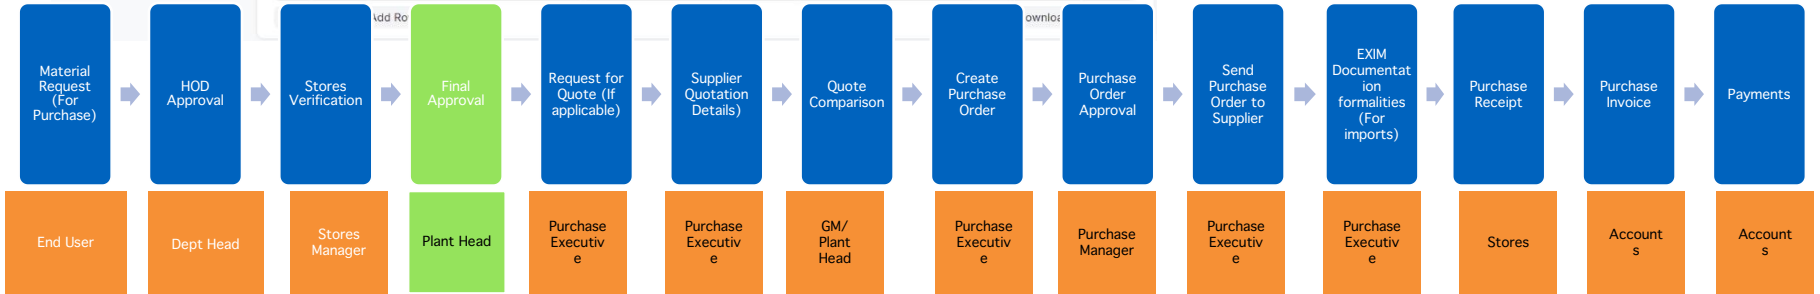 Add Ro
ownloa
Material
Request
(For
Purchase)
HOD
Approval
Stores
Verification
Final
Approval
Request for
Quote (If
applicable)
Supplier
Quotation
Details)
Quote
Comparison
Create
Purchase
Order
Purchase
Order
Approval
Send
Purchase
Order to
Supplier
EXIM
Documentat
ion
formalities
(For
imports)
Purchase
Receipt
Purchase
Invoice
Payments
End User
Dept Head
Stores
Manager
Plant Head
Purchase
Executiv
e
Purchase
Executiv
e
GM/
Plant
Head
Purchase
Executiv
e
Purchase
Manager
Purchase
Executiv
e
Purchase
Executiv
e
Stores
Account
s
Account
s